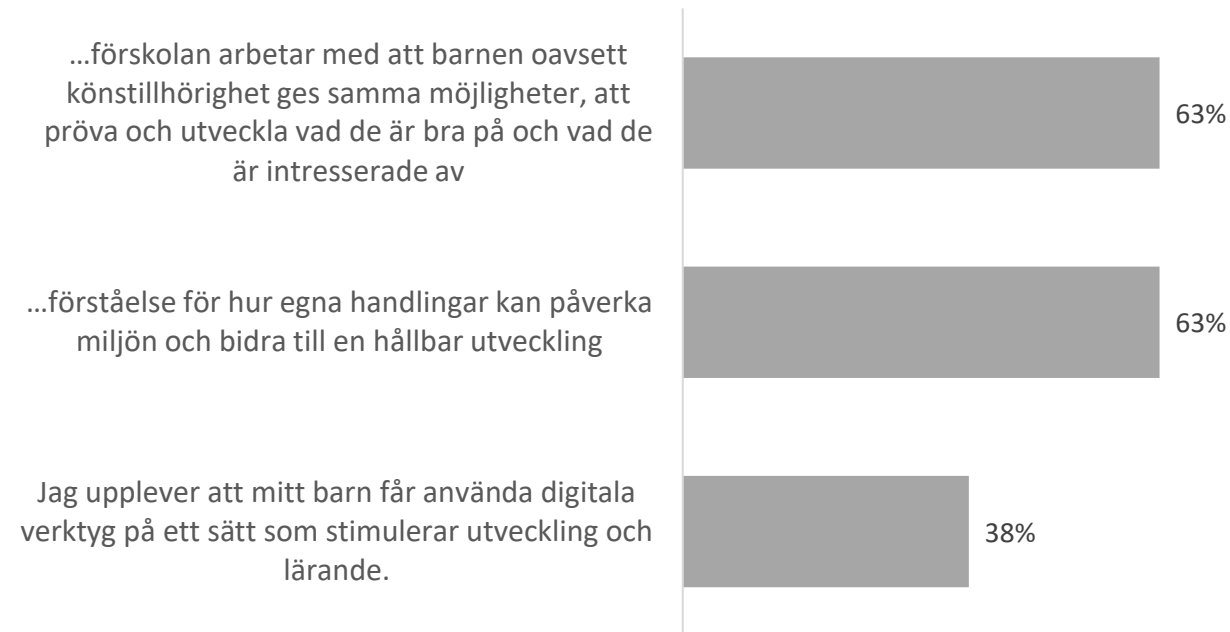 ...förskolan arbetar med att barnen oavsett
könstillhörighet ges samma möjligheter, att
pröva och utveckla vad de är bra på och vad de
är intresserade av
63%
...förståelse för hur egna handlingar kan påverka
miljön och bidra till en hållbar utveckling
63%
Jag upplever att mitt barn får använda digitala
verktyg på ett sätt som stimulerar utveckling och
lärande.
38%